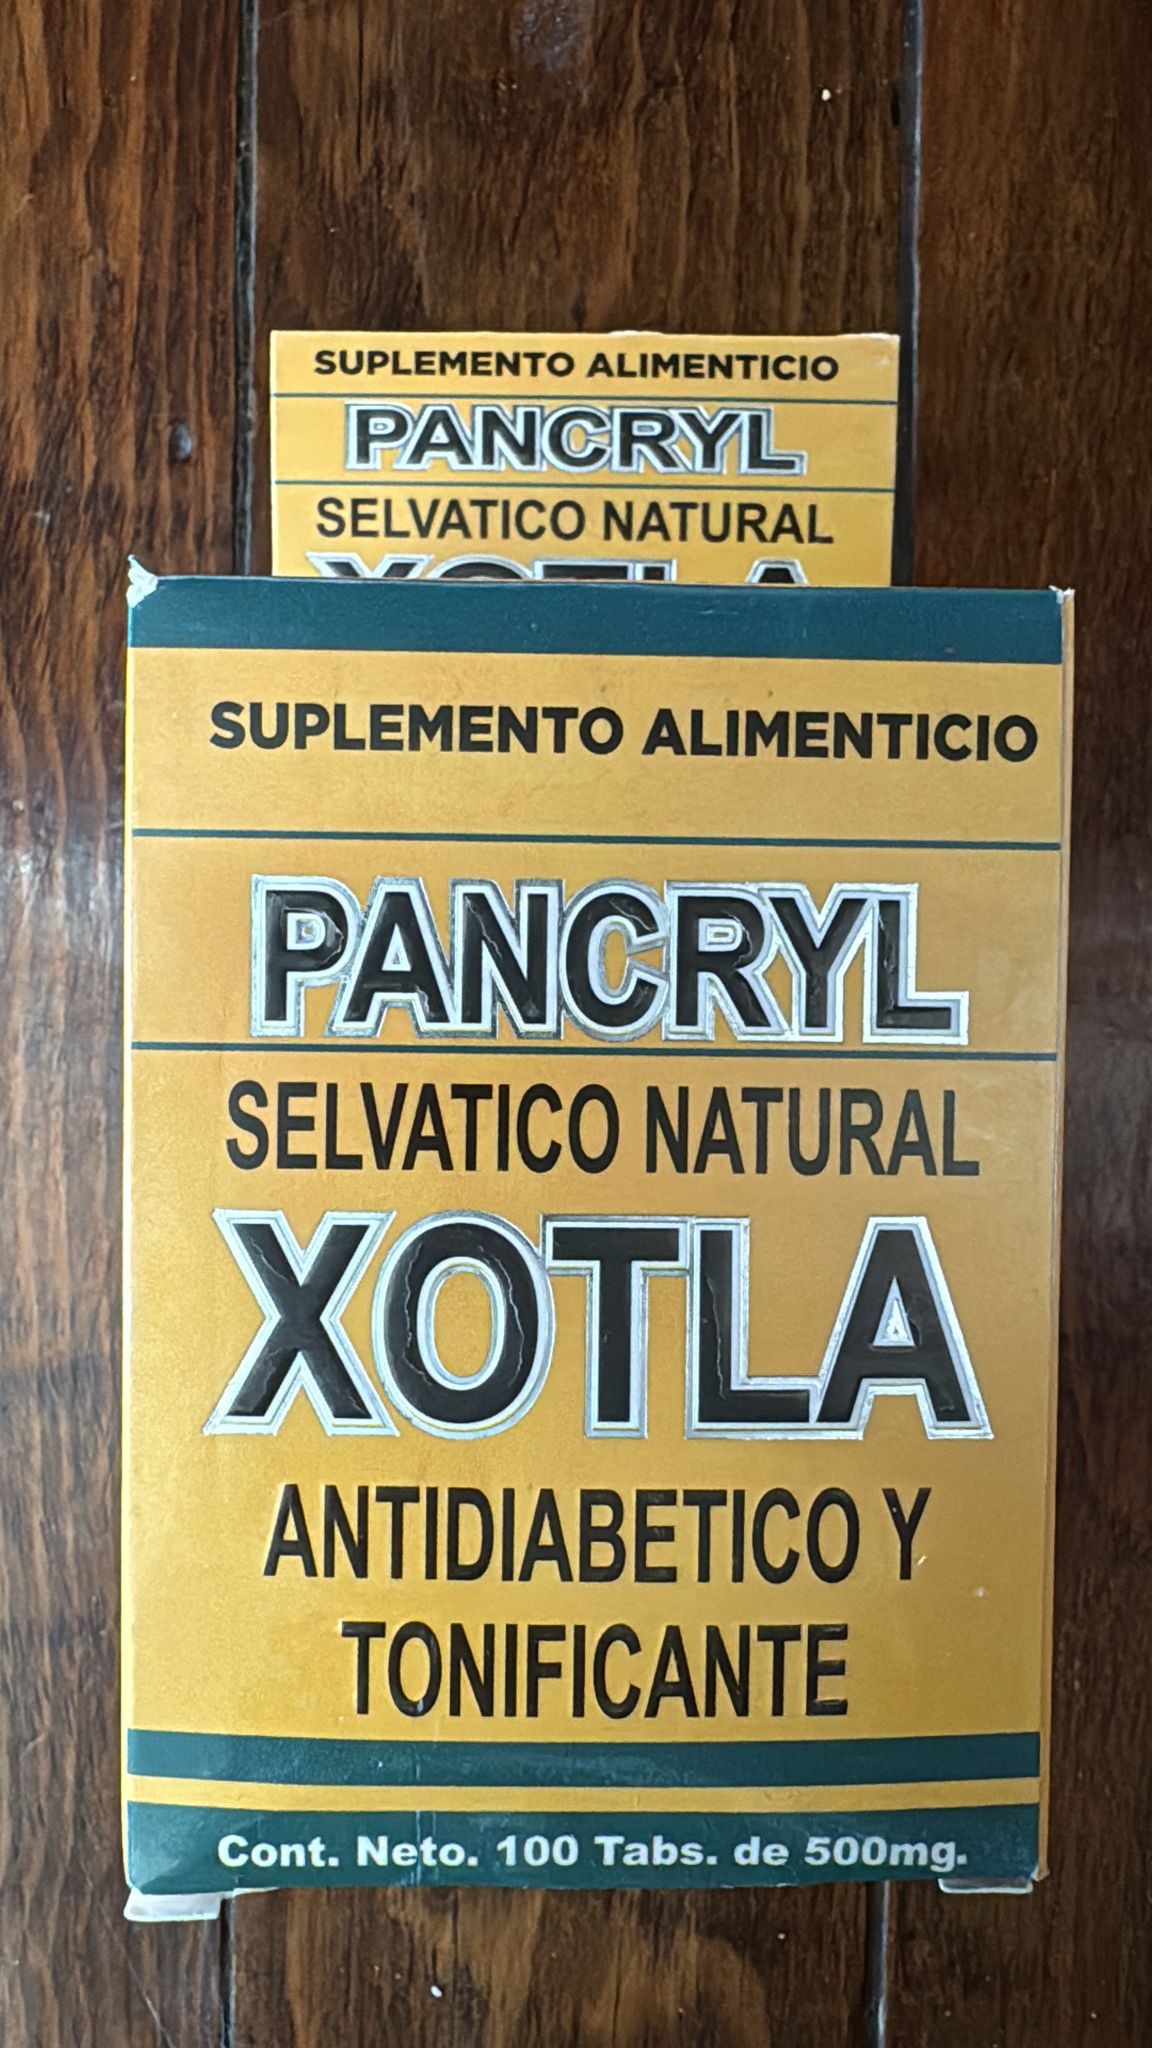 SUPLEMENTO ALIMENTICIO
PANCRYL
SELVATICO NATURAL
XOTLA
SUPLEMENTO ALIMENTICIO
PANCRYL
SELVATICO NATURAL
XOTLA
ANTIDIABETICO Y
TONIFICANTE
Cont. Neto. 100 Tabs. de 500mg.